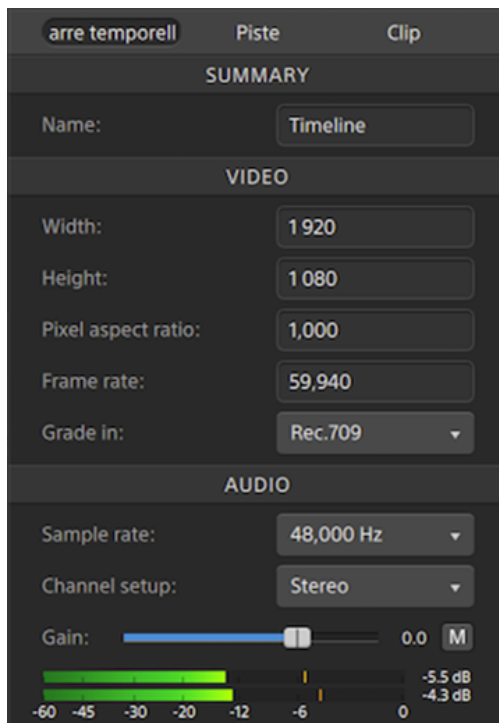 arre temporell Piste Clip
SUMMARY
Name: Timeline
VIDEO
Width: 1 920
Height: 1 080
Pixel aspect ratio: 1,000
Frame rate: 59,940
Grade in: Rec.709
AUDIO
Sample rate: 48,000 Hz
Channel setup: Stereo
Gain: 0.0 M
-5.5 dB
-4.3 dB
-60 -45 -30 -20 -12 -6 0